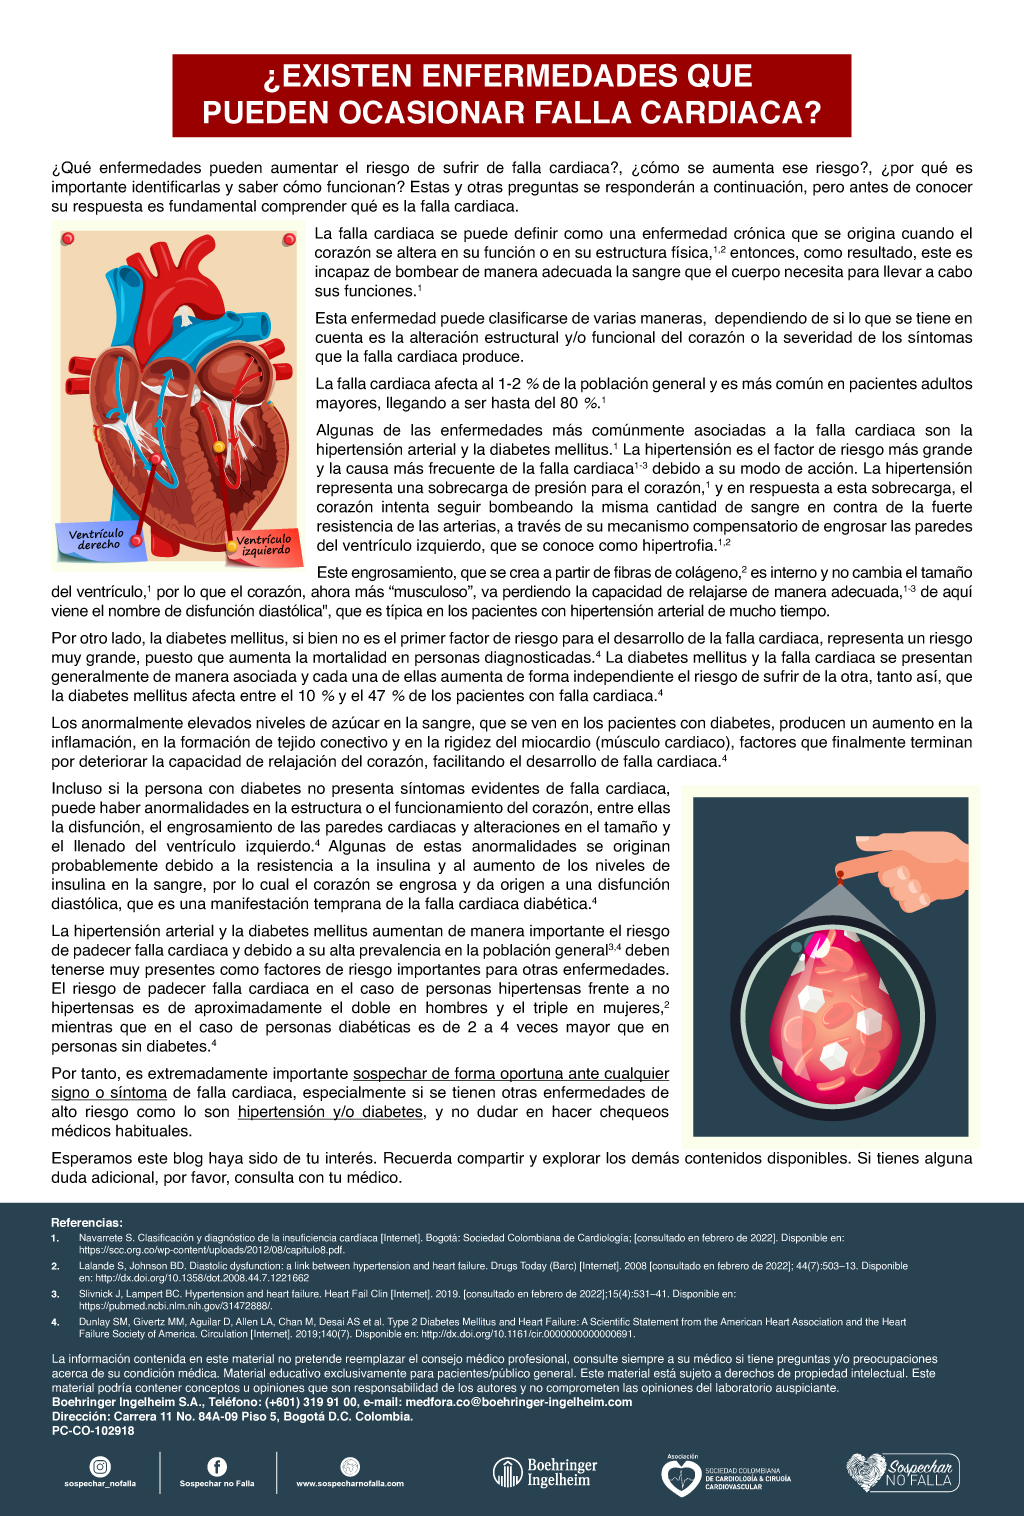 ¿EXISTEN ENFERMEDADES QUE
PUEDEN OCASIONAR FALLA CARDIACA?
¿Qué enfermedades pueden aumentar el riesgo de sufrir de falla cardiaca?, ¿cómo se aumenta ese riesgo?, ¿por qué es
importante identificarlas y saber cómo funcionan? Estas y otras preguntas se responderán a continuación, pero antes de conocer
su respuesta es fundamental comprender qué es la falla cardiaca.
La falla cardiaca se puede definir como una enfermedad crónica que se origina cuando el
corazón se altera en su función o en su estructura física,1,2 entonces, como resultado, este es
incapaz de bombear de manera adecuada la sangre que el cuerpo necesita para llevar a cabo
sus funciones.1
Esta enfermedad puede clasificarse de varias maneras, dependiendo de si lo que se tiene en
cuenta es la alteración estructural y/o funcional del corazón o la severidad de los síntomas
que la falla cardiaca produce.
La falla cardiaca afecta al 1-2 % de la población general y es más común en pacientes adultos
mayores, llegando a ser hasta del 80 %.1
Algunas de las enfermedades más comúnmente asociadas a la falla cardiaca son la
hipertensión arterial y la diabetes mellitus.1 La hipertensión es el factor de riesgo más grande
y la causa más frecuente de la falla cardiaca1-3 debido a su modo de acción. La hipertensión
representa una sobrecarga de presión para el corazón,1 y en respuesta a esta sobrecarga, el
corazón intenta seguir bombeando la misma cantidad de sangre en contra de la fuerte
resistencia de las arterias, a través de su mecanismo compensatorio de engrosar las paredes
del ventrículo izquierdo, que se conoce como hipertrofia.1,2
Ventrículo
derecho
Ventrículo
izquierdo
Este engrosamiento, que se crea a partir de fibras de colágeno,2 es interno y no cambia el tamaño
del ventrículo,1 por lo que el corazón, ahora más “musculoso”, va perdiendo la capacidad de relajarse de manera adecuada,1-3 de aquí
viene el nombre de disfunción diastólica", que es típica en los pacientes con hipertensión arterial de mucho tiempo.
Por otro lado, la diabetes mellitus, si bien no es el primer factor de riesgo para el desarrollo de la falla cardiaca, representa un riesgo
muy grande, puesto que aumenta la mortalidad en personas diagnosticadas.4 La diabetes mellitus y la falla cardiaca se presentan
generalmente de manera asociada y cada una de ellas aumenta de forma independiente el riesgo de sufrir de la otra, tanto así, que
la diabetes mellitus afecta entre el 10 % y el 47 % de los pacientes con falla cardiaca.4
Los anormalmente elevados niveles de azúcar en la sangre, que se ven en los pacientes con diabetes, producen un aumento en la
inflamación, en la formación de tejido conectivo y en la rigidez del miocardio (músculo cardiaco), factores que finalmente terminan
por deteriorar la capacidad de relajación del corazón, facilitando el desarrollo de falla cardiaca.4
Incluso si la persona con diabetes no presenta síntomas evidentes de falla cardiaca,
puede haber anormalidades en la estructura o el funcionamiento del corazón, entre ellas
la disfunción, el engrosamiento de las paredes cardiacas y alteraciones en el tamaño y
el llenado del ventrículo izquierdo.4 Algunas de estas anormalidades se originan
probablemente debido a la resistencia a la insulina y al aumento de los niveles de
insulina en la sangre, por lo cual el corazón se engrosa y da origen a una disfunción
diastólica, que es una manifestación temprana de la falla cardiaca diabética.4
La hipertensión arterial y la diabetes mellitus aumentan de manera importante el riesgo
de padecer falla cardiaca y debido a su alta prevalencia en la población general3,4 deben
tenerse muy presentes como factores de riesgo importantes para otras enfermedades.
El riesgo de padecer falla cardiaca en el caso de personas hipertensas frente a no
hipertensas es de aproximadamente el doble en hombres y el triple en mujeres,2
mientras que en el caso de personas diabéticas es de 2 a 4 veces mayor que en
personas sin diabetes.4
Por tanto, es extremadamente importante sospechar de forma oportuna ante cualquier
signo o síntoma de falla cardiaca, especialmente si se tienen otras enfermedades de
alto riesgo como lo son hipertensión y/o diabetes, y no dudar en hacer chequeos
médicos habituales.
Esperamos este blog haya sido de tu interés. Recuerda compartir y explorar los demás contenidos disponibles. Si tienes alguna
duda adicional, por favor, consulta con tu médico.
Referencias:
1. Navarrete S. Clasificación y diagnóstico de la insuficiencia cardíaca [Internet]. Bogotá: Sociedad Colombiana de Cardiología; [consultado en febrero de 2022]. Disponible en:
https://scc.org.co/wp-content/uploads/2012/08/capitulo8.pdf.
2. Lalande S, Johnson BD. Diastolic dysfunction: a link between hypertension and heart failure. Drugs Today (Barc) [Internet]. 2008 [consultado en febrero de 2022]; 44(7):503–13. Disponible
en: http://dx.doi.org/10.1358/dot.2008.44.7.1221662
3. Slivnick J, Lampert BC. Hypertension and heart failure. Heart Fail Clin [Internet]. 2019. [consultado en febrero de 2022];15(4):531–41. Disponible en:
https://pubmed.ncbi.nlm.nih.gov/31472888/.
4. Dunlay SM, Givertz MM, Aguilar D, Allen LA, Chan M, Desai AS et al. Type 2 Diabetes Mellitus and Heart Failure: A Scientific Statement from the American Heart Association and the Heart
Failure Society of America. Circulation [Internet]. 2019;140(7). Disponible en: http://dx.doi.org/10.1161/cir.0000000000000691.
La información contenida en este material no pretende reemplazar el consejo médico profesional, consulte siempre a su médico si tiene preguntas y/o preocupaciones
acerca de su condición médica. Material educativo exclusivamente para pacientes/público general. Este material está sujeto a derechos de propiedad intelectual. Este
material podría contener conceptos u opiniones que son responsabilidad de los autores y no comprometen las opiniones del laboratorio auspiciante.
Boehringer Ingelheim S.A., Teléfono: (+601) 319 91 00, e-mail: medfora.co@boehringer-ingelheim.com
Dirección: Carrera 11 No. 84A-09 Piso 5, Bogotá D.C. Colombia.
PC-CO-102918
sospechar_nofalla
Sospechar no Falla
www.sospecharnofalla.com
Boehringer
Ingelheim
Asociación
SOCIEDAD COLOMBIANA
DE CARDIOLOGÍA & CIRUGÍA
CARDIOVASCULAR
Sospechar
NO FALLA